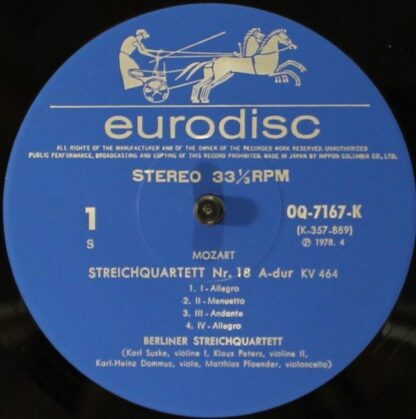 eurodisc
ALL RIGHTS OF THE MANUFACTURER AND OF THE OWNER OF THE RECORDED WORK RESERVED. UNAUTHORIZED
PUBLIC PERFORMANCE, BROADCASTING AND COPYING OF THIS RECORD PROHIBITED. MADE IN JAPAN BY NIPPON COLUMBIA CO., LTD.
STEREO 33⅓RPM
1
S
OQ-7167-K
(K-357-889)
Ⓟ 1978. 4
MOZART
STREICHQUARTETT Nr. 18 A-dur KV 464
1. I-Allegro
2. II-Menuetto
3. III-Andante
4. IV-Allegro
BERLINER STREICHQUARTETT
(Karl Suske, violine I, Klaus Peters, violine II,
Karl-Heinz Dommus, viola, Matthias Pfaender, violoncello)